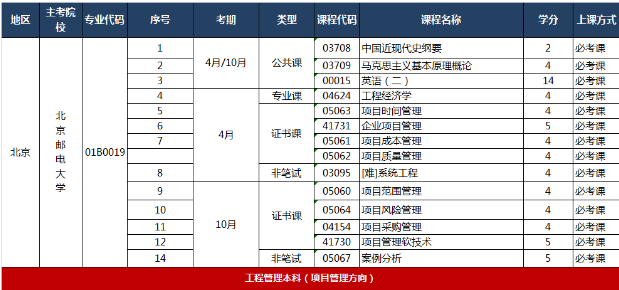 地区 主考院校 专业代码 序号 考期 类型 课程代码 课程名称 学分 上课方式
北京 北京邮电大学 01B0019 1 4月/10月 公共课 03708 中国近现代史纲要 2 必考课
2 03709 马克思主义基本原理概论 4 必考课
3 00015 英语（二） 14 必考课
4 4月 专业课 04624 工程经济学 4 必考课
5 证书课 05063 项目时间管理 4 必考课
6 41731 企业项目管理 5 必考课
7 05061 项目成本管理 4 必考课
05062 项目质量管理 4 必考课
8 非笔试 03095 [难]系统工程 4 必考课
9 10月 证书课 05060 项目范围管理 4 必考课
10 05064 项目风险管理 4 必考课
11 04154 项目采购管理 4 必考课
12 41730 项目管理软技术 5 必考课
14 非笔试 05067 案例分析 5 必考课
工程管理本科（项目管理方向）